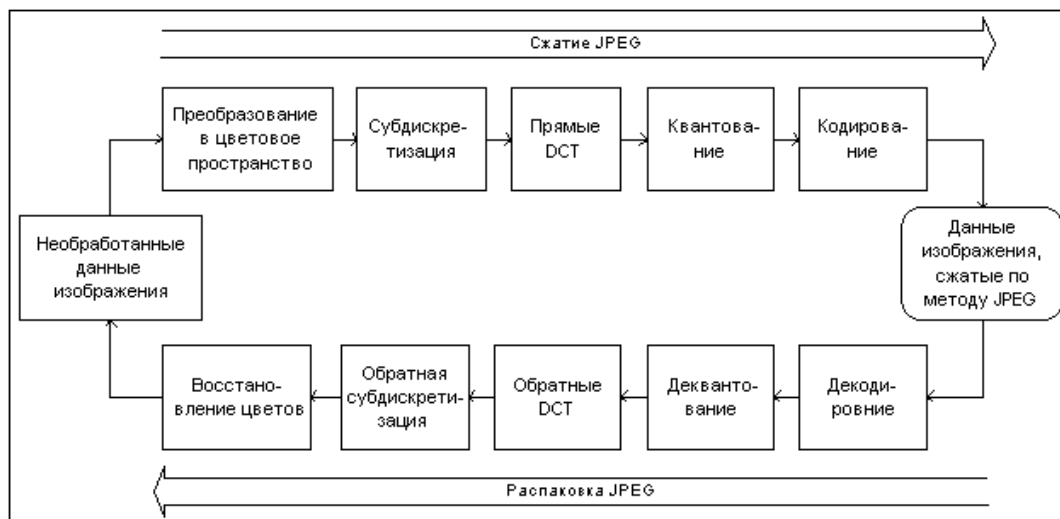 Сжатие JPEG
Преобразование
в цветовое
пространство
Субдискре-
тизация
Прямые
DCT
Квантова-
ние
Кодирова-
ние
Необработанные
данные
изображения
Данные
изображения,
сжатые по
методу JPEG
Восстано-
вление цветов
Обратная
субдискрети-
зация
Обратные
DCT
Декванто-
вание
Декоди-
ровние
Распаковка JPEG